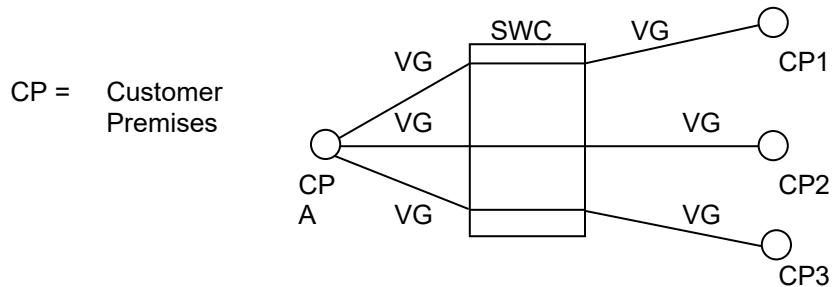 SWC
VG VG
CP1
CP = Customer
Premises
VG VG
CP
A
CP2
VG VG
CP3